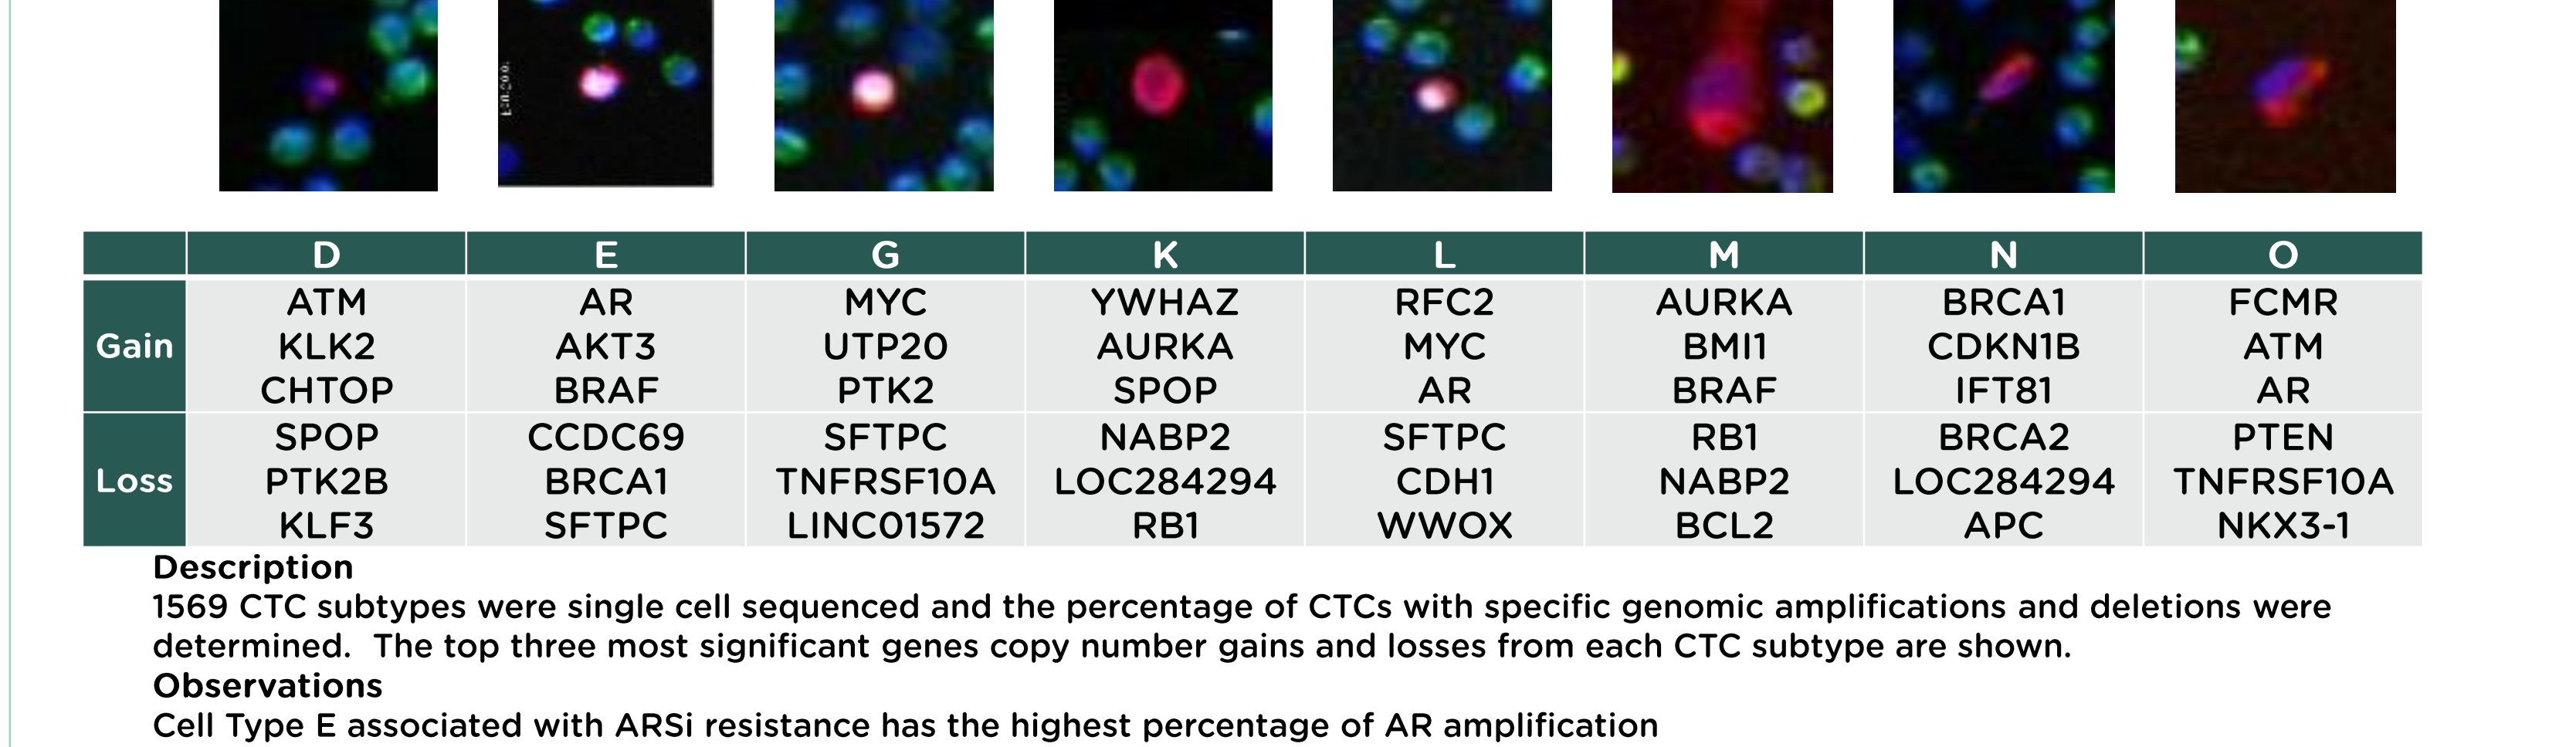 D E G K L M N O
Gain
ATM AR MYC YWHAZ RFC2 AURKA BRCA1 FCMR
KLK2 AKT3 UTP20 AURKA MYC BMI1 CDKN1B ATM
CHTOP BRAF PTK2 SPOP AR BRAF IFT81 AR
Loss
SPOP CCDC69 SFTPC NABP2 SFTPC RB1 BRCA2 PTEN
PTK2B BRCA1 TNFRSF10A LOC284294 CDH1 NABP2 LOC284294 TNFRSF10A
KLF3 SFTPC LINC01572 RB1 WWOX BCL2 APC NKX3-1
Description
1569 CTC subtypes were single cell sequenced and the percentage of CTCs with specific genomic amplifications and deletions were
determined. The top three most significant genes copy number gains and losses from each CTC subtype are shown.
Observations
Cell Type E associated with ARSi resistance has the highest percentage of AR amplification